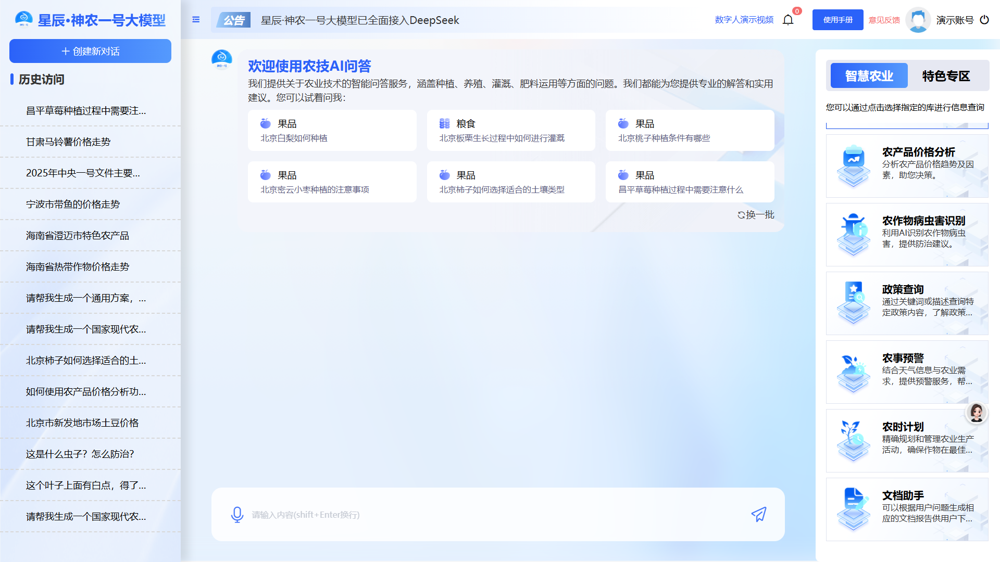 星辰·神农一号大模型
创建新对话
历史访问
昌平草莓种植过程中需要注...
甘肃马铃薯价格走势
2025年中央一号文件主要...
宁波市带鱼的价格走势
海南省澄迈市特色农产品
海南省热带作物价格走势
请帮我生成一个通用方案，...
请帮我生成一个国家现代农...
北京柿子如何选择适合的土...
如何使用农产品价格分析功...
北京市新发地市场土豆价格
这是什么虫子？怎么防治？
这个叶子上面有白点，得了...
请帮我生成一个国家现代农...
公告
星辰·神农一号大模型已全面接入DeepSeek
数字人演示视频
0
使用手册
意见反馈
演示账号
神农一号
欢迎使用农技AI问答
我们提供关于农业技术的智能问答服务，涵盖种植、养殖、灌溉、肥料运用等方面的问题。我们都能为您提供专业的解答和实用
建议。您可以试着问我：
果品
北京白梨如何种植
粮食
北京板栗生长过程中如何进行灌溉
果品
北京桃子种植条件有哪些
果品
北京密云小枣种植的注意事项
果品
北京柿子如何选择适合的土壤类型
果品
昌平草莓种植过程中需要注意什么
换一批
请输入内容(shift+Enter换行)
智慧农业
特色专区
您可以通过点击选择指定的库进行信息查询
农产品价格分析
分析农产品价格趋势及因
素，助您决策。
农作物病虫害识别
利用AI识别农作物病虫
害，提供防治建议。
政策查询
通过关键词或描述查询特
定政策内容，了解政策...
农事预警
结合天气信息与农业需
求，提供预警服务，帮...
农时计划
精确规划和管理农业生产
活动，确保作物在最佳...
文档助手
可以根据用户问题生成相
应的文档报告供用户下...